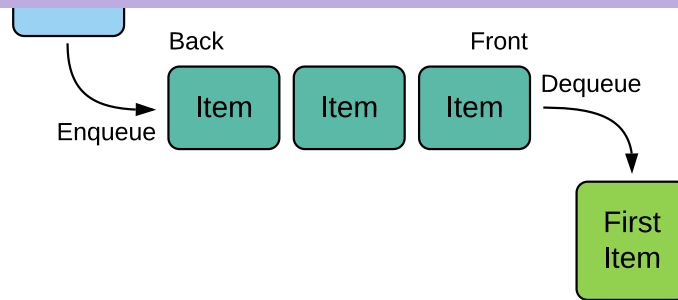 Back
Front
Item
Item
Item
Dequeue
Enqueue
First
Item